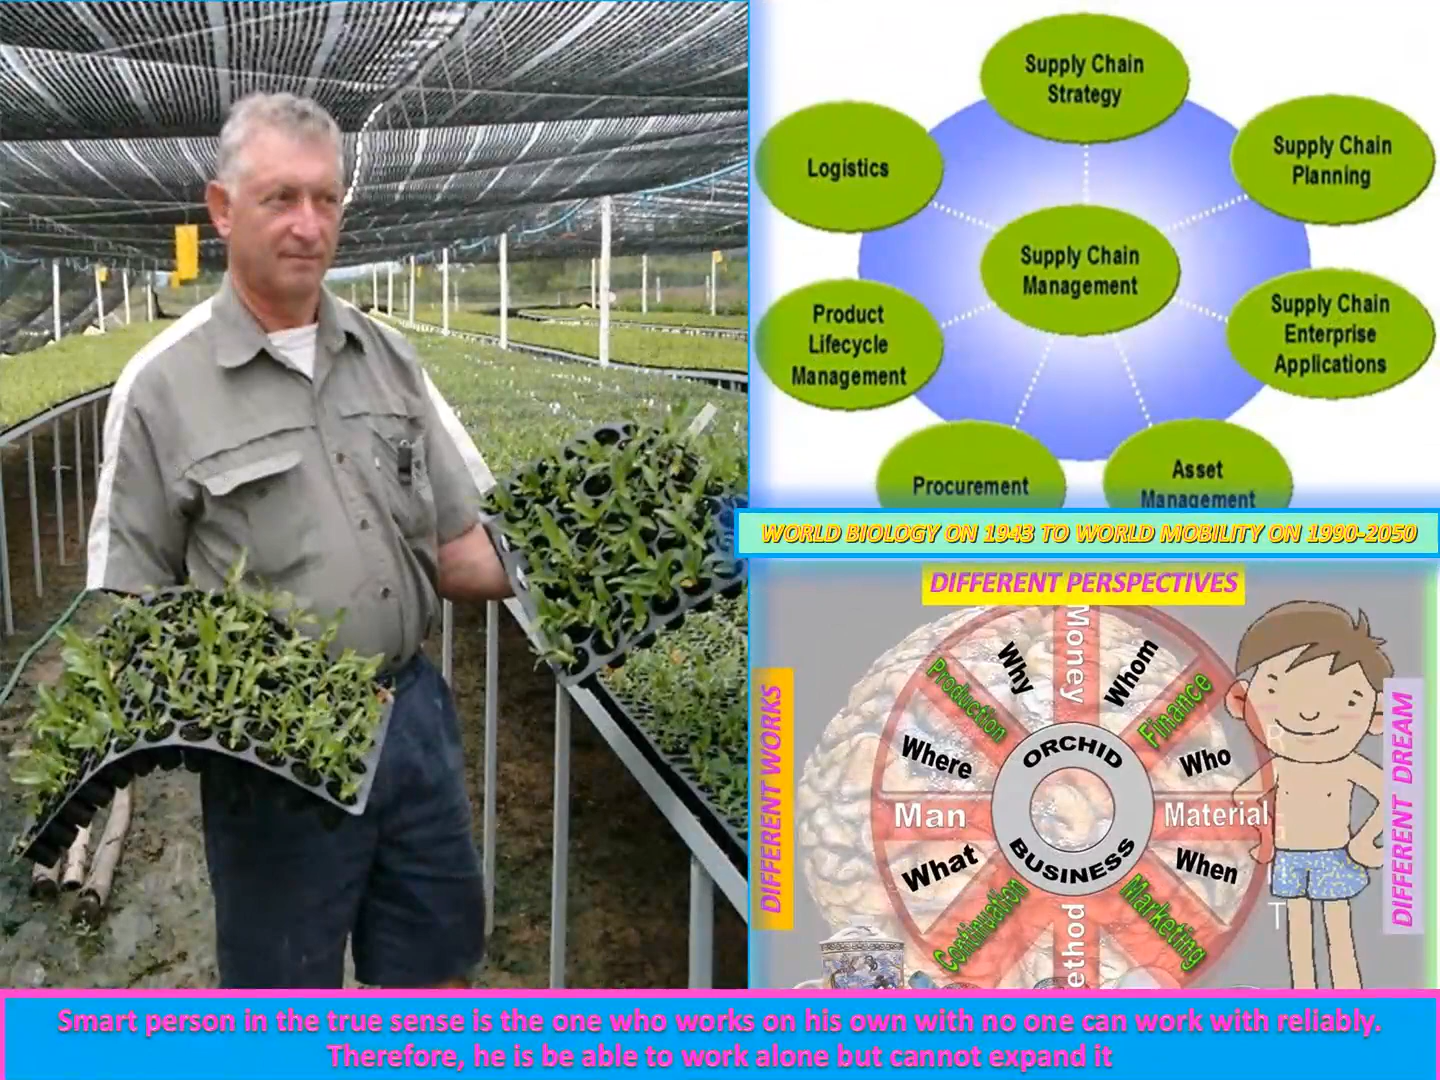 Supply Chain
Strategy
Logistics
Supply Chain
Planning
Supply Chain
Management
Product
Lifecycle
Management
Supply Chain
Enterprise
Applications
Procurement
Asset
Management
WORLD BIOLOGY ON 1943 TO WORLD MOBILITY ON 1990-2050
DIFFERENT PERSPECTIVES
DIFFERENT WORKS
DIFFERENT DREAM
Money
Why
Whom
Production
Finance
Where
Who
Man
Material
What
When
Continuation
Marketing
ethod
ORCHID
BUSINESS
Smart person in the true sense is the one who works on his own with no one can work with reliably.
Therefore, he is be able to work alone but cannot expand it